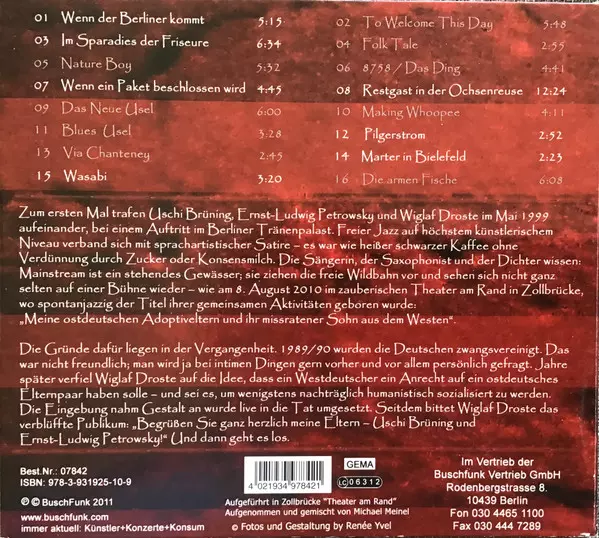 01 Wenn der Berliner kommt 5:15
02 To Welcome This Day 5:48
03 Im Sparadies der Friseure 6:34
04 Folk Tale 2:55
05 Nature Boy 5:32
06 8758 / Das Ding 4:41
07 Wenn ein Paket beschlossen wird 4:45
08 Restgast in der Ochsenreuse 12:24
09 Das Neue Usel 6:00
10 Making Whoopee 4:11
11 Blues Usel 3:28
12 Pilgerstrom 2:52
13 Via Chanteney 2:45
14 Marter in Bielefeld 2:23
15 Wasabi 3:20
16 Die armen Fische 6:08
Zum ersten Mal trafen Uschi Brüning, Ernst-Ludwig Petrowsky und Wiglaf Droste im Mai 1999
aufeinander, bei einem Auftritt im Berliner Tränenpalast. Freier Jazz auf höchstem künstlerischem
Niveau verband sich mit sprachartistischer Satire – es war wie heißer schwarzer Kaffee ohne
Verdünnung durch Zucker oder Konsensmilch. Die Sängerin, der Saxophonist und der Dichter wissen:
Mainstream ist ein stehendes Gewässer; sie ziehen die freie Wildbahn vor und sehen sich nicht ganz
selten auf einer Bühne wieder – wie am 8. August 2010 im zauberischen Theater am Rand in Zollbrücke,
wo spontanjazzig der Titel ihrer gemeinsamen Aktivitäten geboren wurde:
„Meine ostdeutschen Adoptiveltern und ihr missratener Sohn aus dem Westen“.
Die Gründe dafür liegen in der Vergangenheit. 1989/90 wurden die Deutschen zwangsvereinigt. Das
war nicht freundlich; man wird ja bei intimen Dingen gern vorher und vor allem persönlich gefragt. Jahre
später verfiel Wiglaf Droste auf die Idee, dass ein Westdeutscher ein Anrecht auf ein ostdeutsches
Elternpaar haben solle – und sei es, um wenigstens nachträglich humanistisch sozialisiert zu werden.
Die Eingebung nahm Gestalt an wurde live in die Tat umgesetzt. Seitdem bittet Wiglaf Droste das
verblüffte Publikum: „Begrüßen Sie ganz herzlich meine Eltern – Uschi Brüning und
Ernst-Ludwig Petrowsky!“ Und dann geht es los.
Best.Nr.: 07842
ISBN: 978-3-931925-10-9
℗ © BuschFunk 2011
www.buschfunk.com
immer aktuell: Künstler+Konzerte+Konsum
4 021934 978421
GEMA
LC 06312
Aufgeführt in Zollbrücke "Theater am Rand"
Aufgenommen und gemischt von Michael Meinel
© Fotos und Gestaltung by Renée Yvel
Im Vertrieb der
Buschfunk Vertrieb GmbH
Rodenbergstrasse 8.
10439 Berlin
Fon 030 4465 1100
Fax 030 444 7289